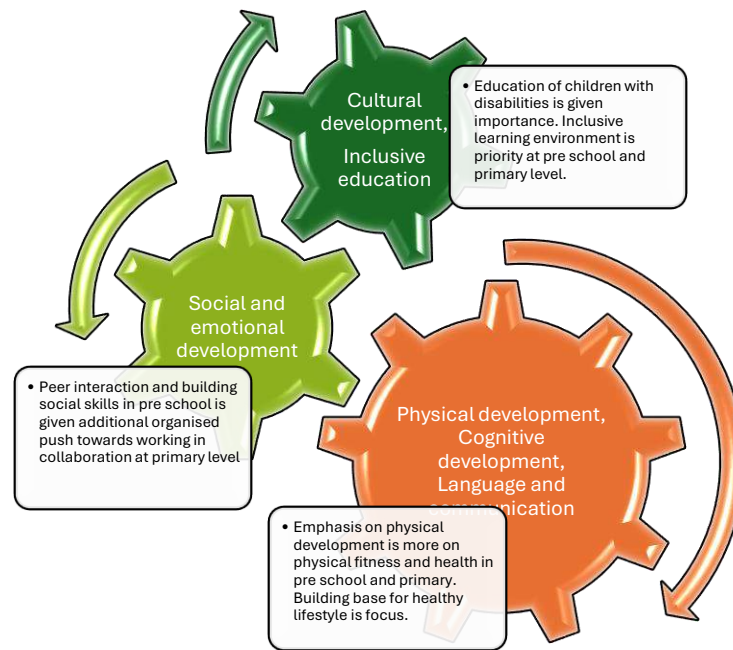 Cultural
development,
Inclusive
education
• Education of children with
disabilities is given
importance. Inclusive
learning environment is
priority at pre school and
primary level.
Social and
emotional
development
• Peer interaction and building
social skills in pre school is
given additional organised
push towards working in
collaboration at primary level
Physical development,
Cognitive
development,
Language and
communication
• Emphasis on physical
development is more on
physical fitness and health in
pre school and primary.
Building base for healthy
lifestyle is focus.